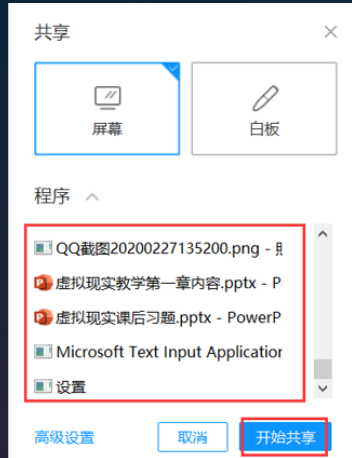 共享
屏幕
白板
程序
QQ截图20200227135200.png -
虚拟现实教学第一章内容.pptx - P
虚拟现实课后习题.pptx - PowerP
Microsoft Text Input Application
设置
高级设置
取消
开始共享